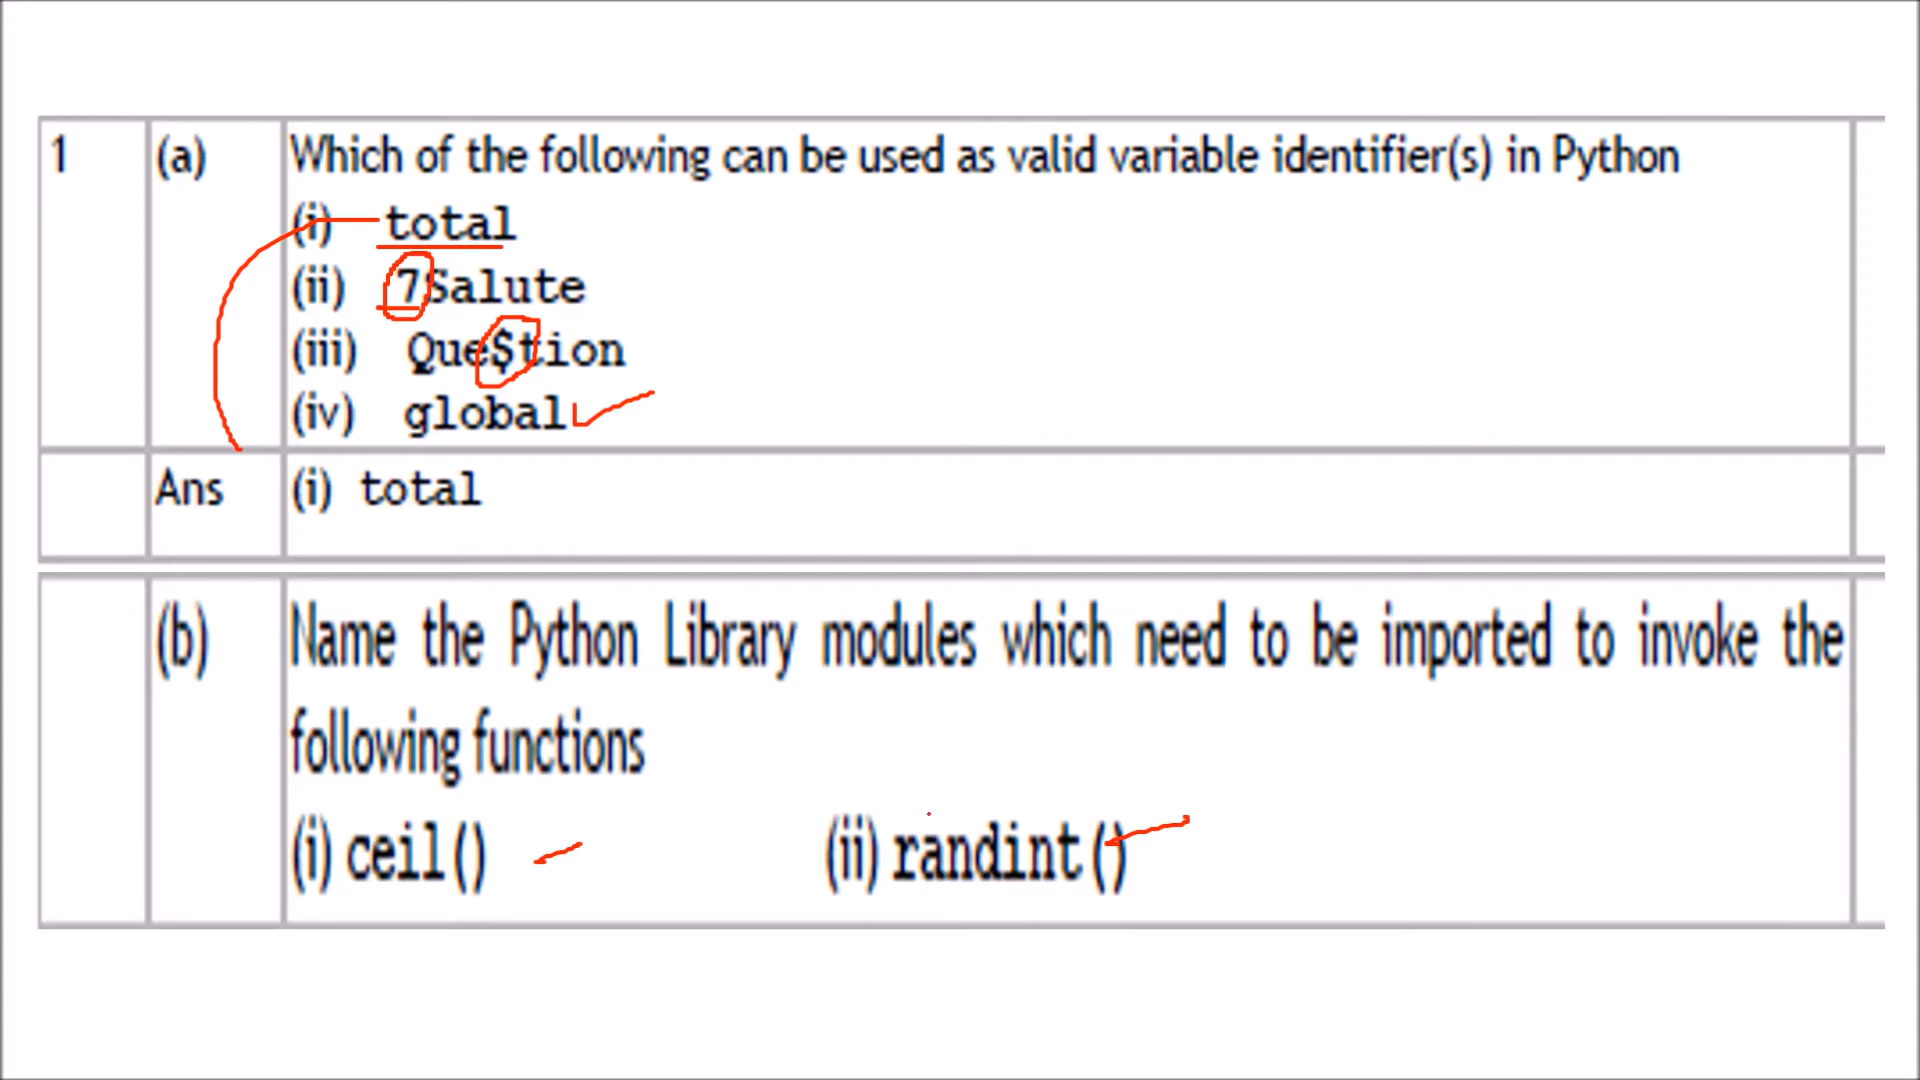 1 (a) Which of the following can be used as valid variable identifier(s) in Python
(i) total
(ii) 7Salute
(iii) Que$tion
(iv) global
Ans (i) total
(b) Name the Python Library modules which need to be imported to invoke the
following functions
(i) ceil() (ii) randint()